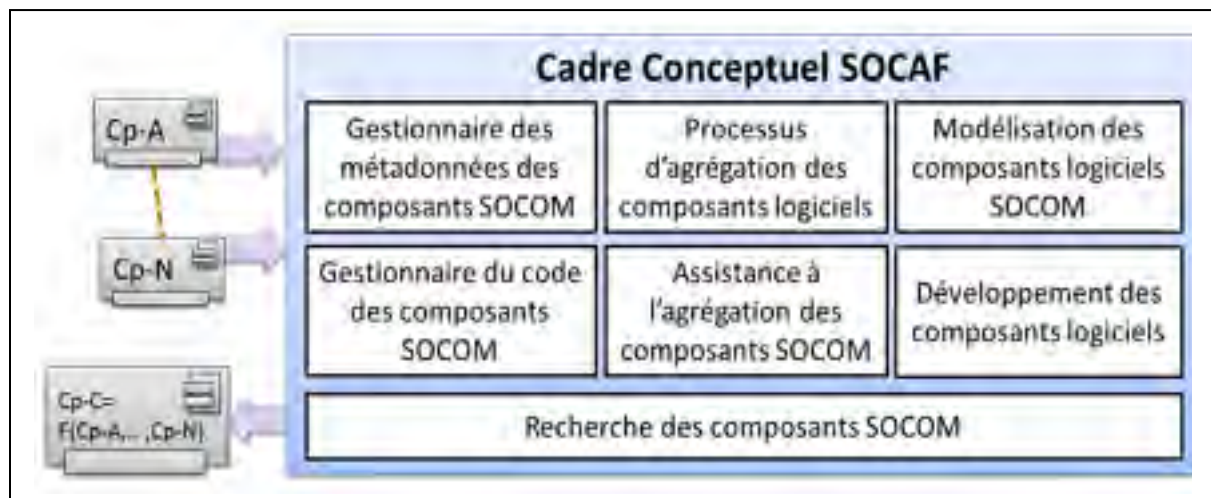 Cadre Conceptuel SOCAF
Cp-A
Cp-N
Cp-C=
F(Cp-A,.. ,Cp-N)
Gestionnaire des
métadonnées des
composants SOCOM
Processus
d'agrégation des
composants logiciels
Modélisation des
composants logiciels
SOCOM
Gestionnaire du code
des composants
SOCOM
Assistance à
l'agrégation des
composants SOCOM
Développement des
composants logiciels
Recherche des composants SOCOM